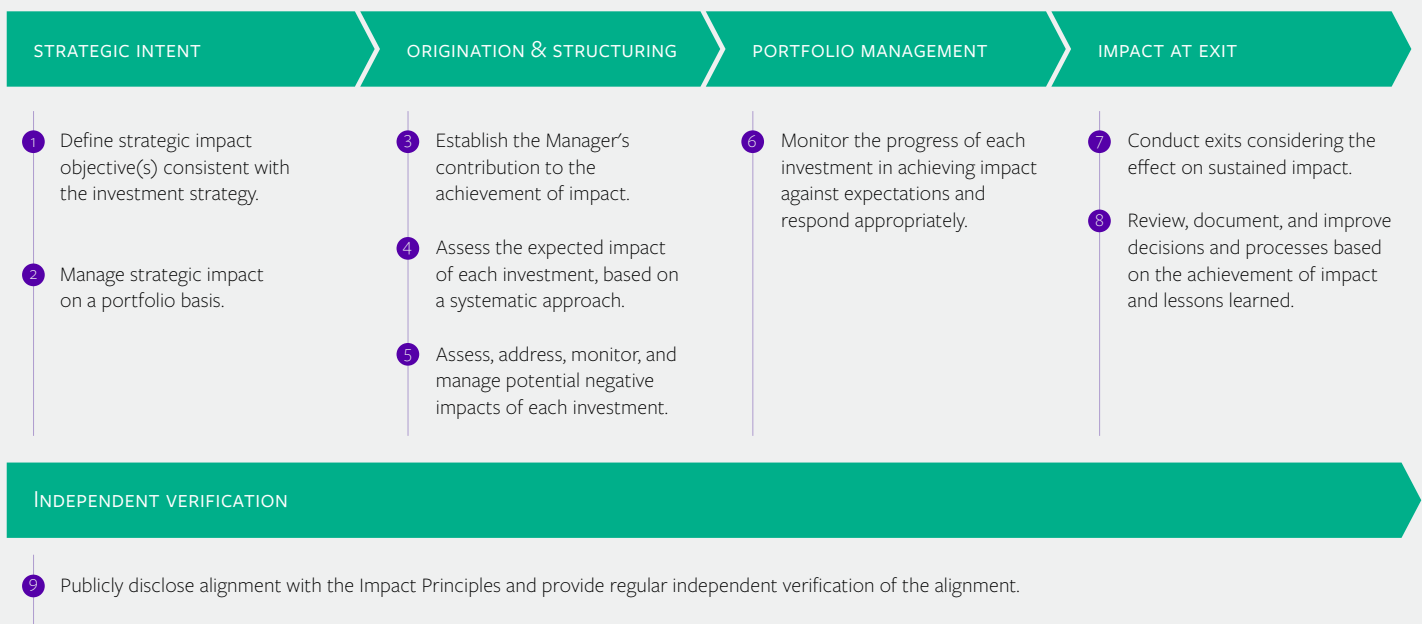 STRATEGIC INTENT
ORIGINATION & STRUCTURING
PORTFOLIO MANAGEMENT
IMPACT AT EXIT
1 Define strategic impact
objective(s) consistent with
the investment strategy.
2 Manage strategic impact
on a portfolio basis.
3 Establish the Manager's
contribution to the
achievement of impact.
4 Assess the expected impact
of each investment, based on
a systematic approach.
5 Assess, address, monitor, and
manage potential negative
impacts of each investment.
6 Monitor the progress of each
investment in achieving impact
against expectations and
respond appropriately.
7 Conduct exits considering the
effect on sustained impact.
8 Review, document, and improve
decisions and processes based
on the achievement of impact
and lessons learned.
INDEPENDENT VERIFICATION
9 Publicly disclose alignment with the Impact Principles and provide regular independent verification of the alignment.